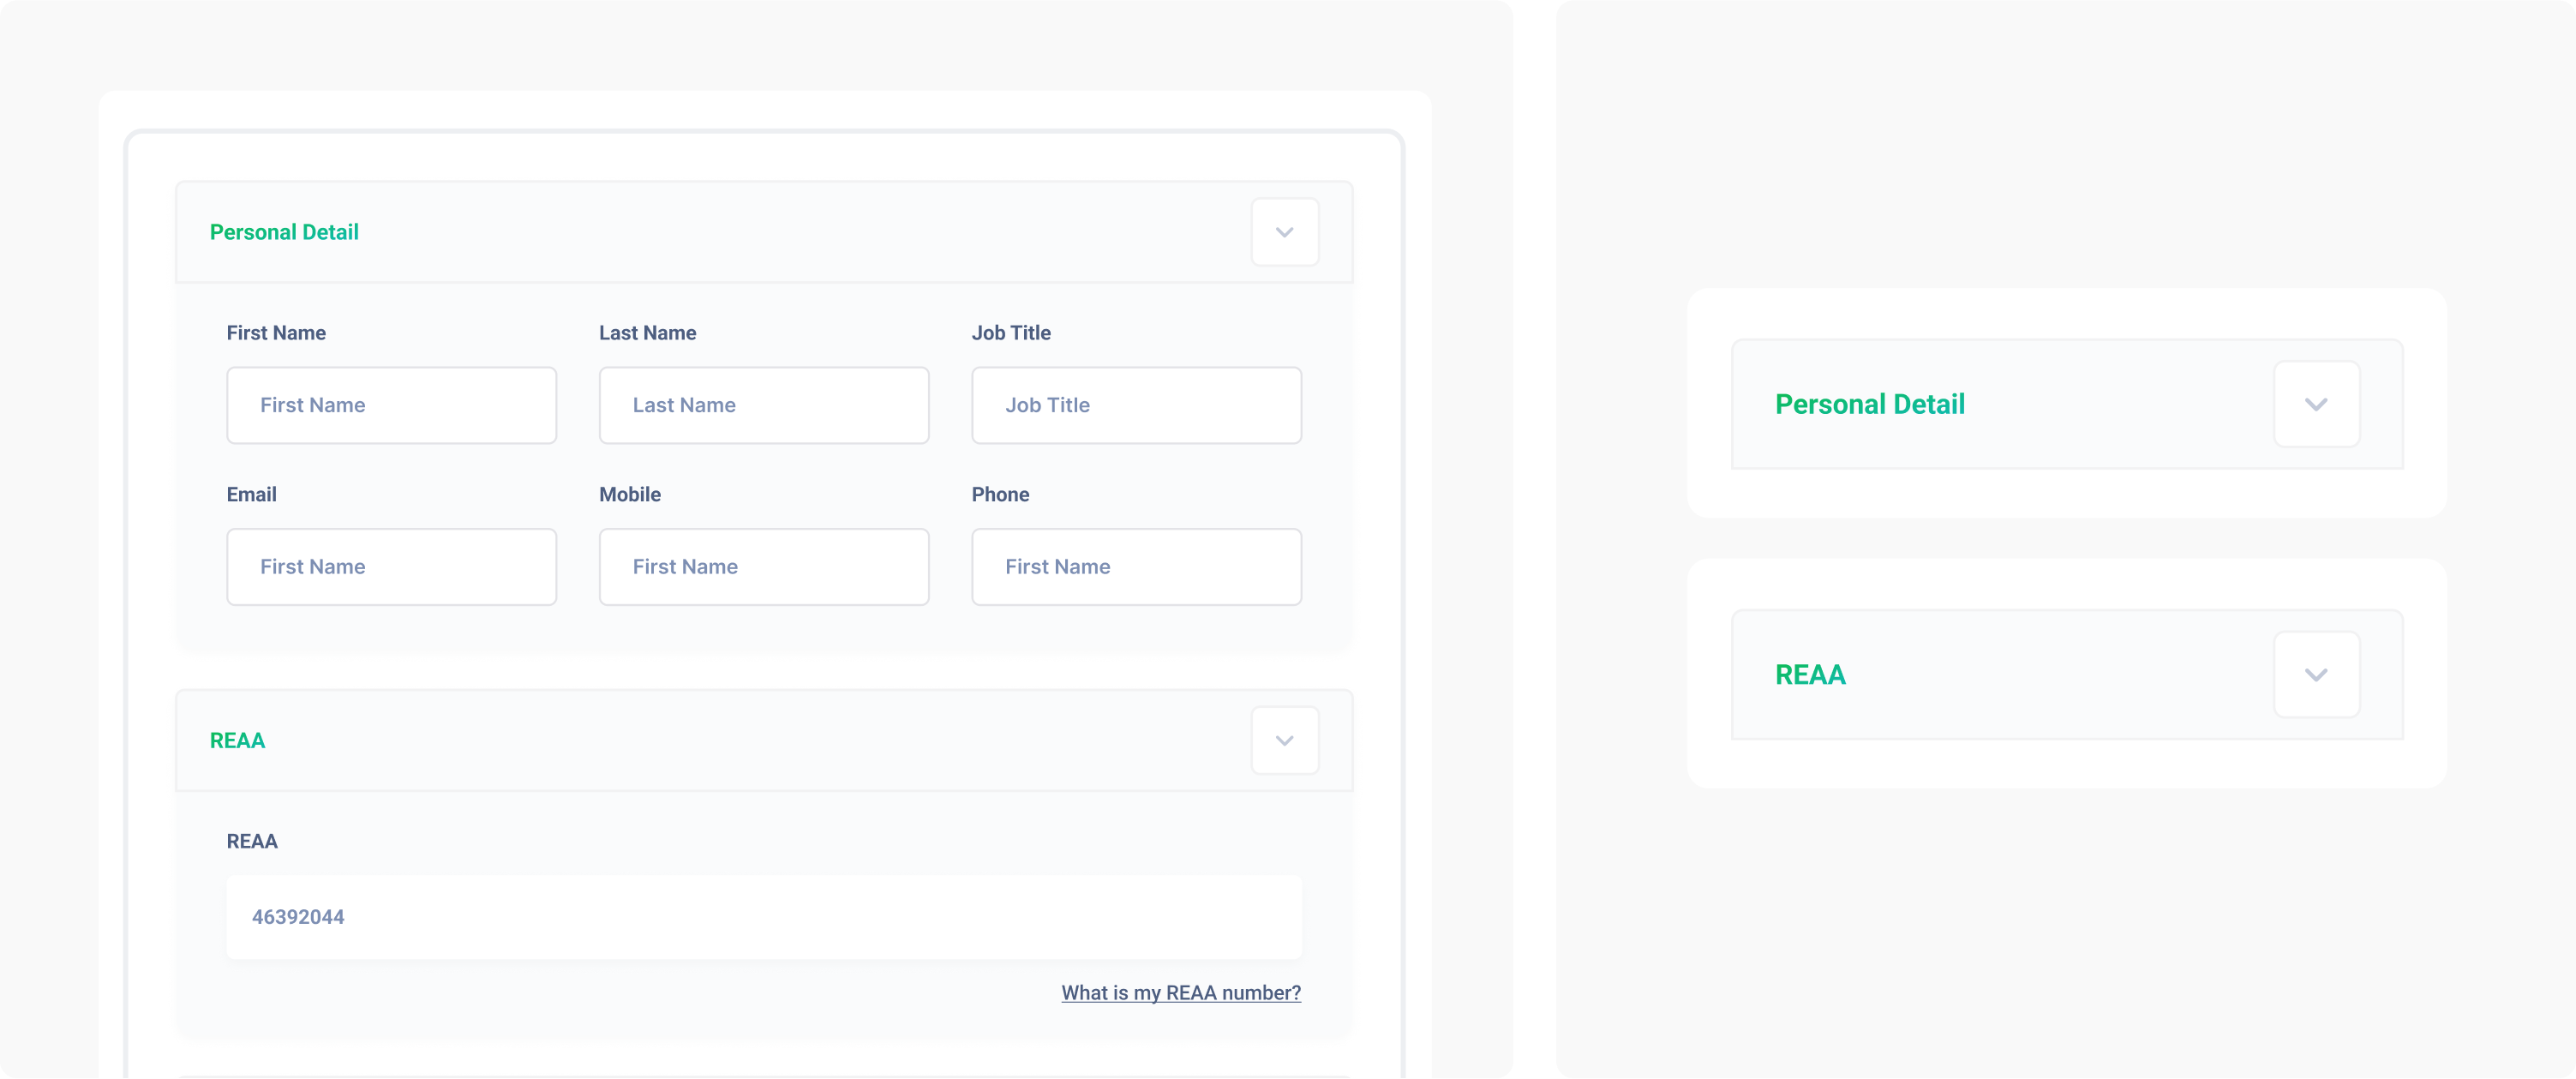 Personal Detail
First Name
Last Name
Job Title
First Name
Last Name
Job Title
Email
Mobile
Phone
First Name
First Name
First Name
REAA
REAA
46392044
What is my REAA number?
Personal Detail
REAA